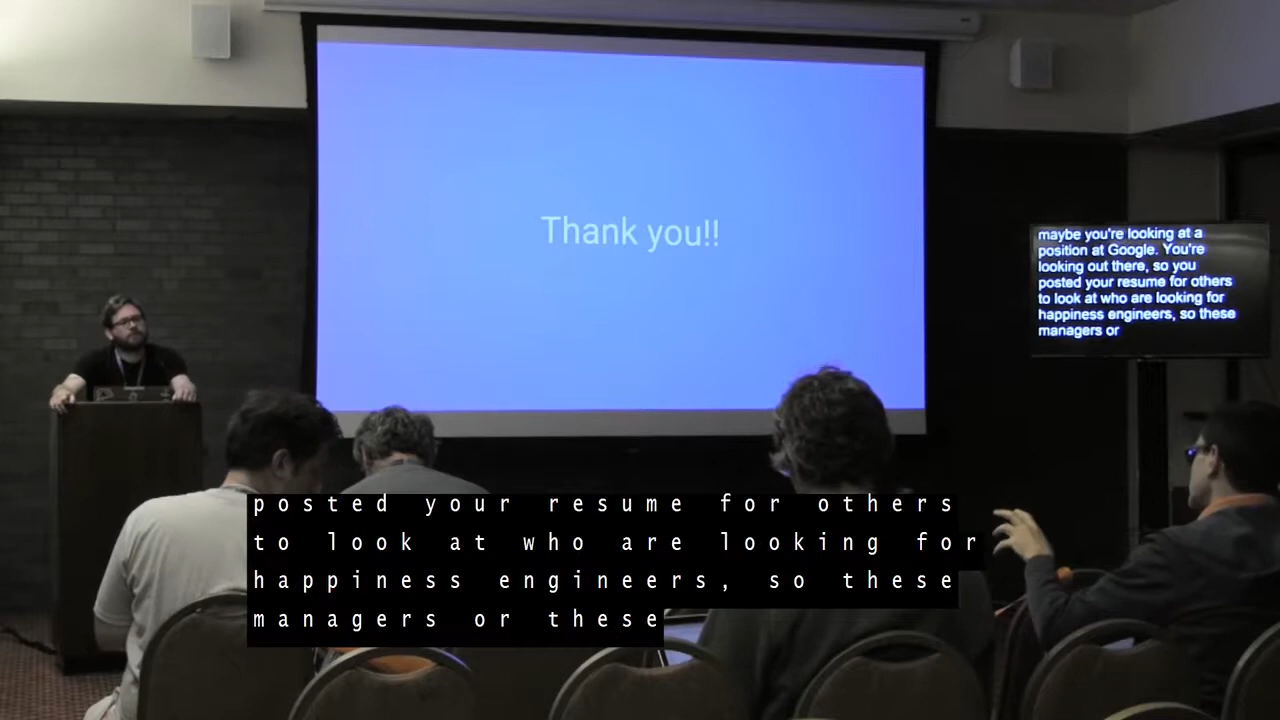 Thank you!!
maybe you're looking at a
position at Google. You're
looking out there, so you
posted your resume for others
to look at who are looking for
happiness engineers, so these
managers or
posted your resume for others
to look at who are looking for
happiness engineers, so these
managers or these